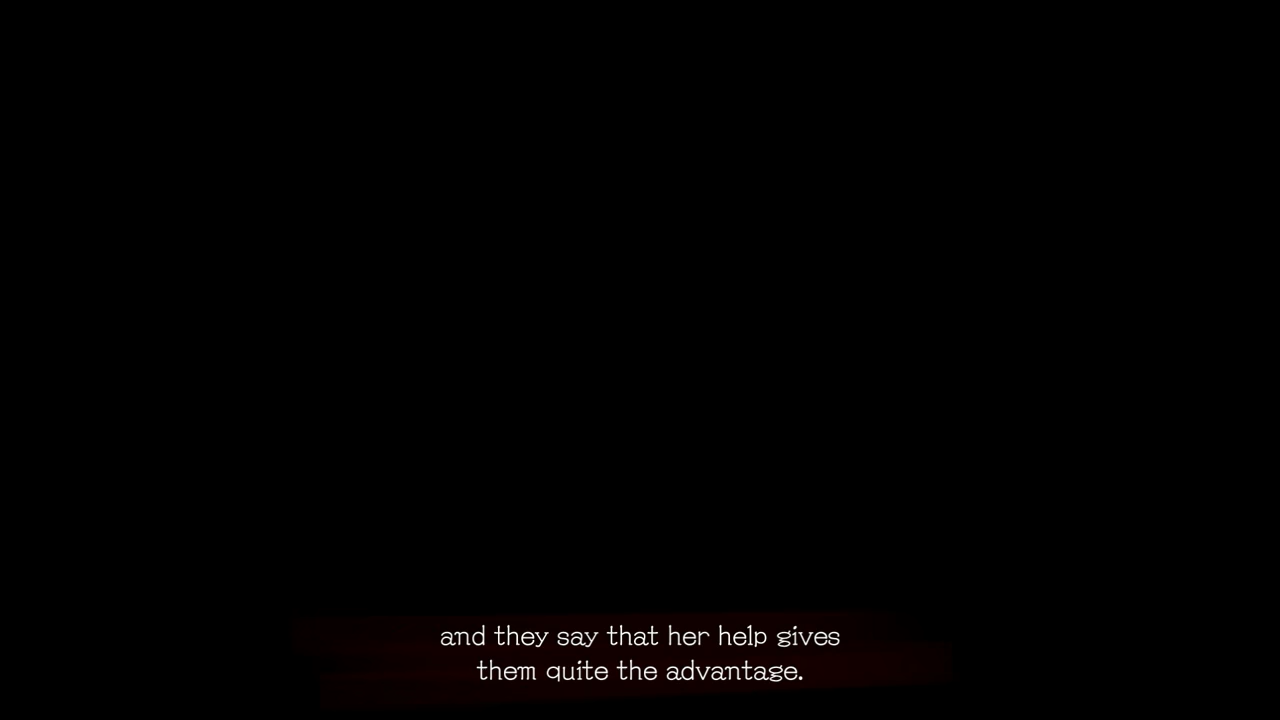 and they say that her help gives
them quite the advantage.